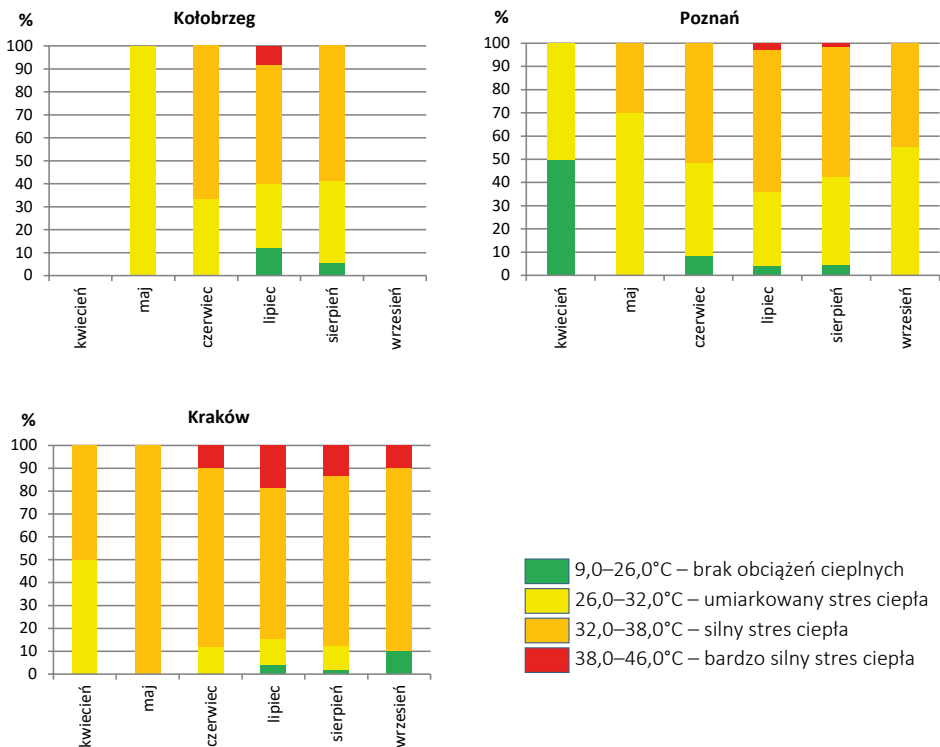 %
Kołobrzeg
100
90
80
70
60
50
40
30
20
10
0
kwiecień
maj
czerwiec
lipiec
sierpień
wrzesień
%
Poznań
100
90
80
70
60
50
40
30
20
10
0
kwiecień
maj
czerwiec
lipiec
sierpień
wrzesień
%
Kraków
100
90
80
70
60
50
40
30
20
10
0
kwiecień
maj
czerwiec
lipiec
sierpień
wrzesień
9,0–26,0°C – brak obciążeń cieplnych
26,0–32,0°C – umiarkowany stres ciepła
32,0–38,0°C – silny stres ciepła
38,0–46,0°C – bardzo silny stres ciepła